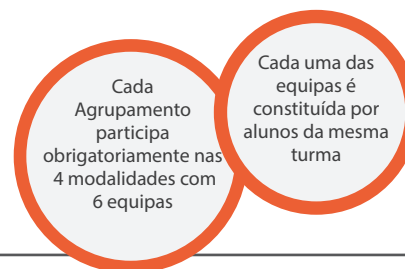 Cada
Agrupamento
participa
obrigatoriamente nas
4 modalidades com
6 equipas
Cada uma das
equipas é
constituída por
alunos da mesma
turma